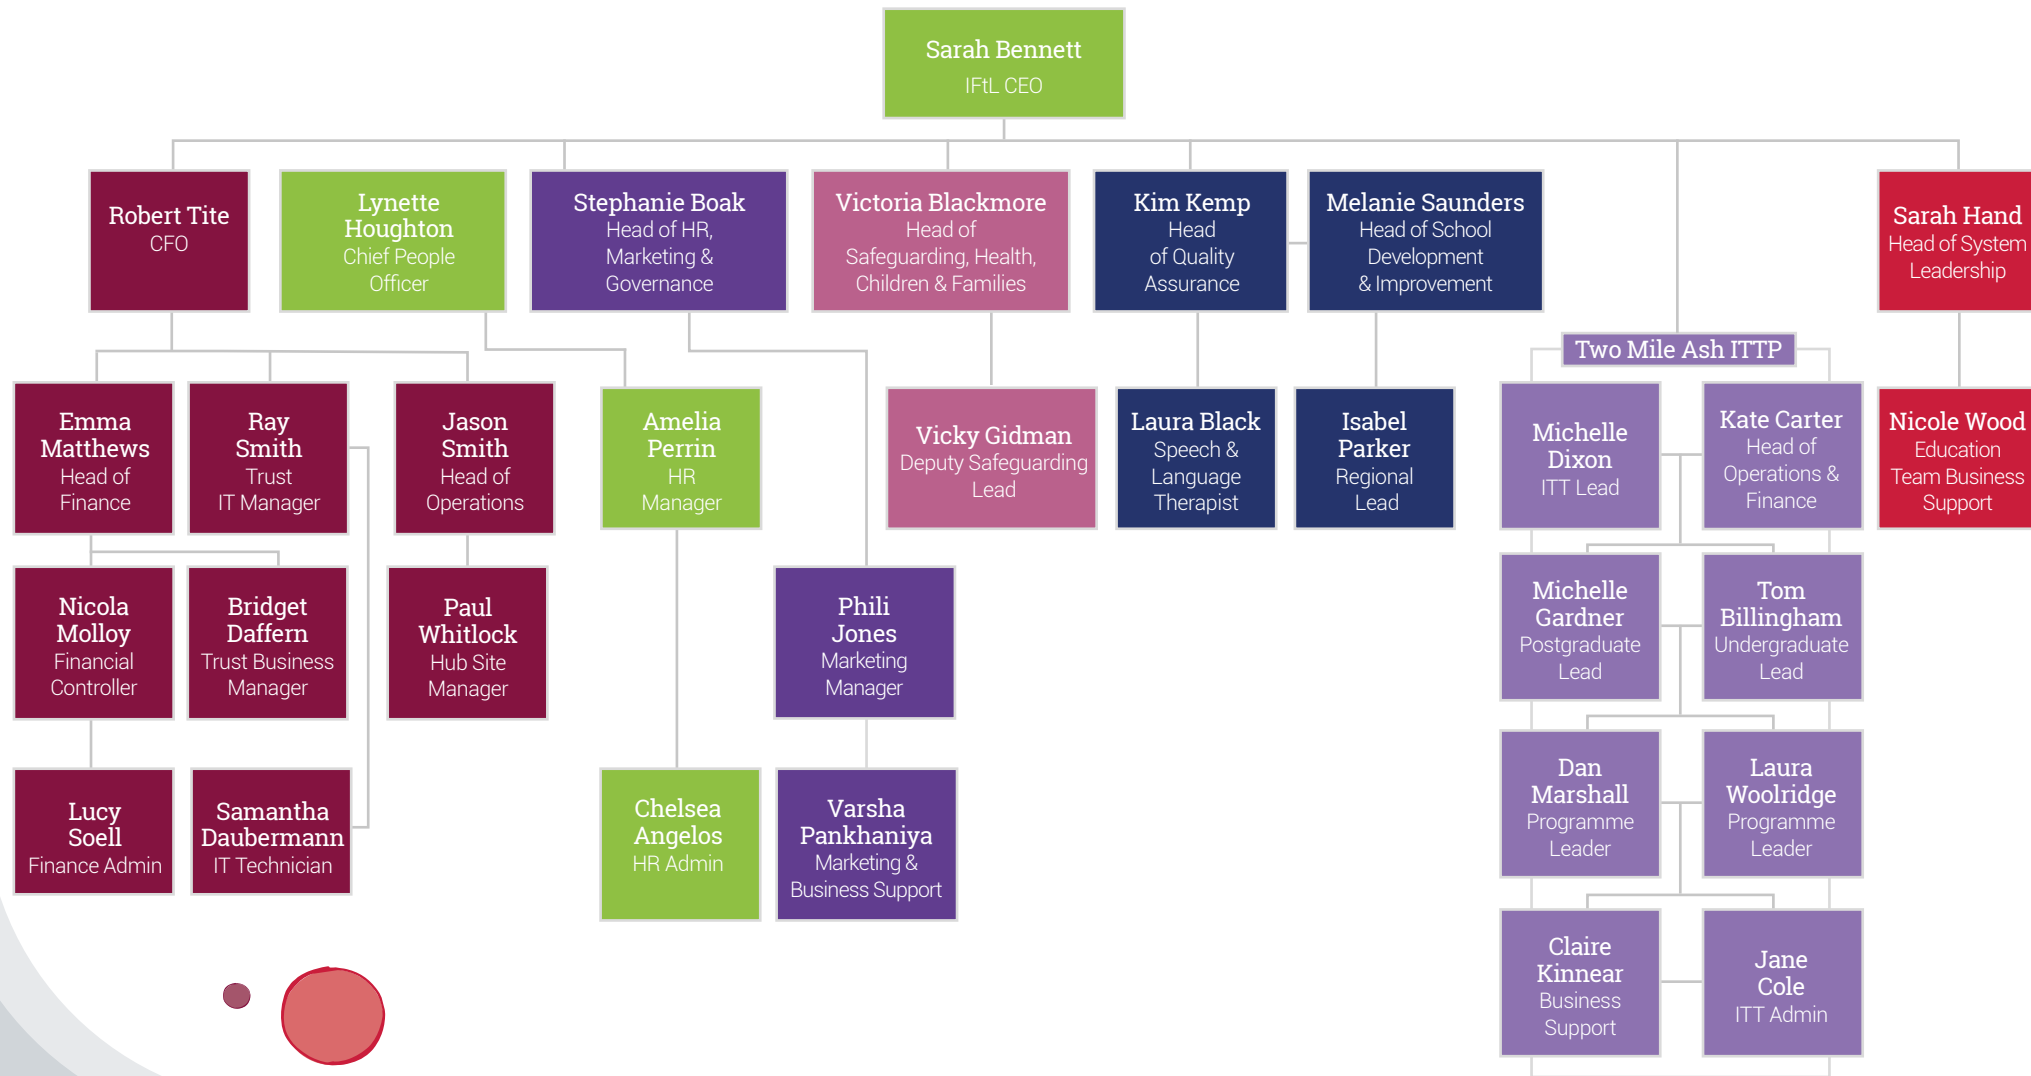 Sarah Bennett
IFtL CEO
Robert Tite
CFO
Lynette
Houghton
Chief People
Officer
Stephanie Boak
Head of HR,
Marketing &
Governance
Victoria Blackmore
Head of
Safeguarding, Health,
Children & Families
Kim Kemp
Head
of Quality
Assurance
Melanie Saunders
Head of School
Development
& Improvement
Sarah Hand
Head of System
Leadership
Two Mile Ash ITTP
Emma
Matthews
Head of
Finance
Ray
Smith
Trust
IT Manager
Jason
Smith
Head of
Operations
Amelia
Perrin
HR
Manager
Vicky Gidman
Deputy Safeguarding
Lead
Laura Black
Speech &
Language
Therapist
Isabel
Parker
Regional
Lead
Michelle
Dixon
ITT Lead
Kate Carter
Head of
Operations &
Finance
Nicole Wood
Education
Team Business
Support
Nicola
Molloy
Financial
Controller
Bridget
Daffern
Trust Business
Manager
Paul
Whitlock
Hub Site
Manager
Phili
Jones
Marketing
Manager
Michelle
Gardner
Postgraduate
Lead
Tom
Billingham
Undergraduate
Lead
Lucy
Soell
Finance Admin
Samantha
Daubermann
IT Technician
Chelsea
Angelos
HR Admin
Varsha
Pankhaniya
Marketing &
Business Support
Dan
Marshall
Programme
Leader
Laura
Woolridge
Programme
Leader
Claire
Kinnear
Business
Support
Jane
Cole
ITT Admin